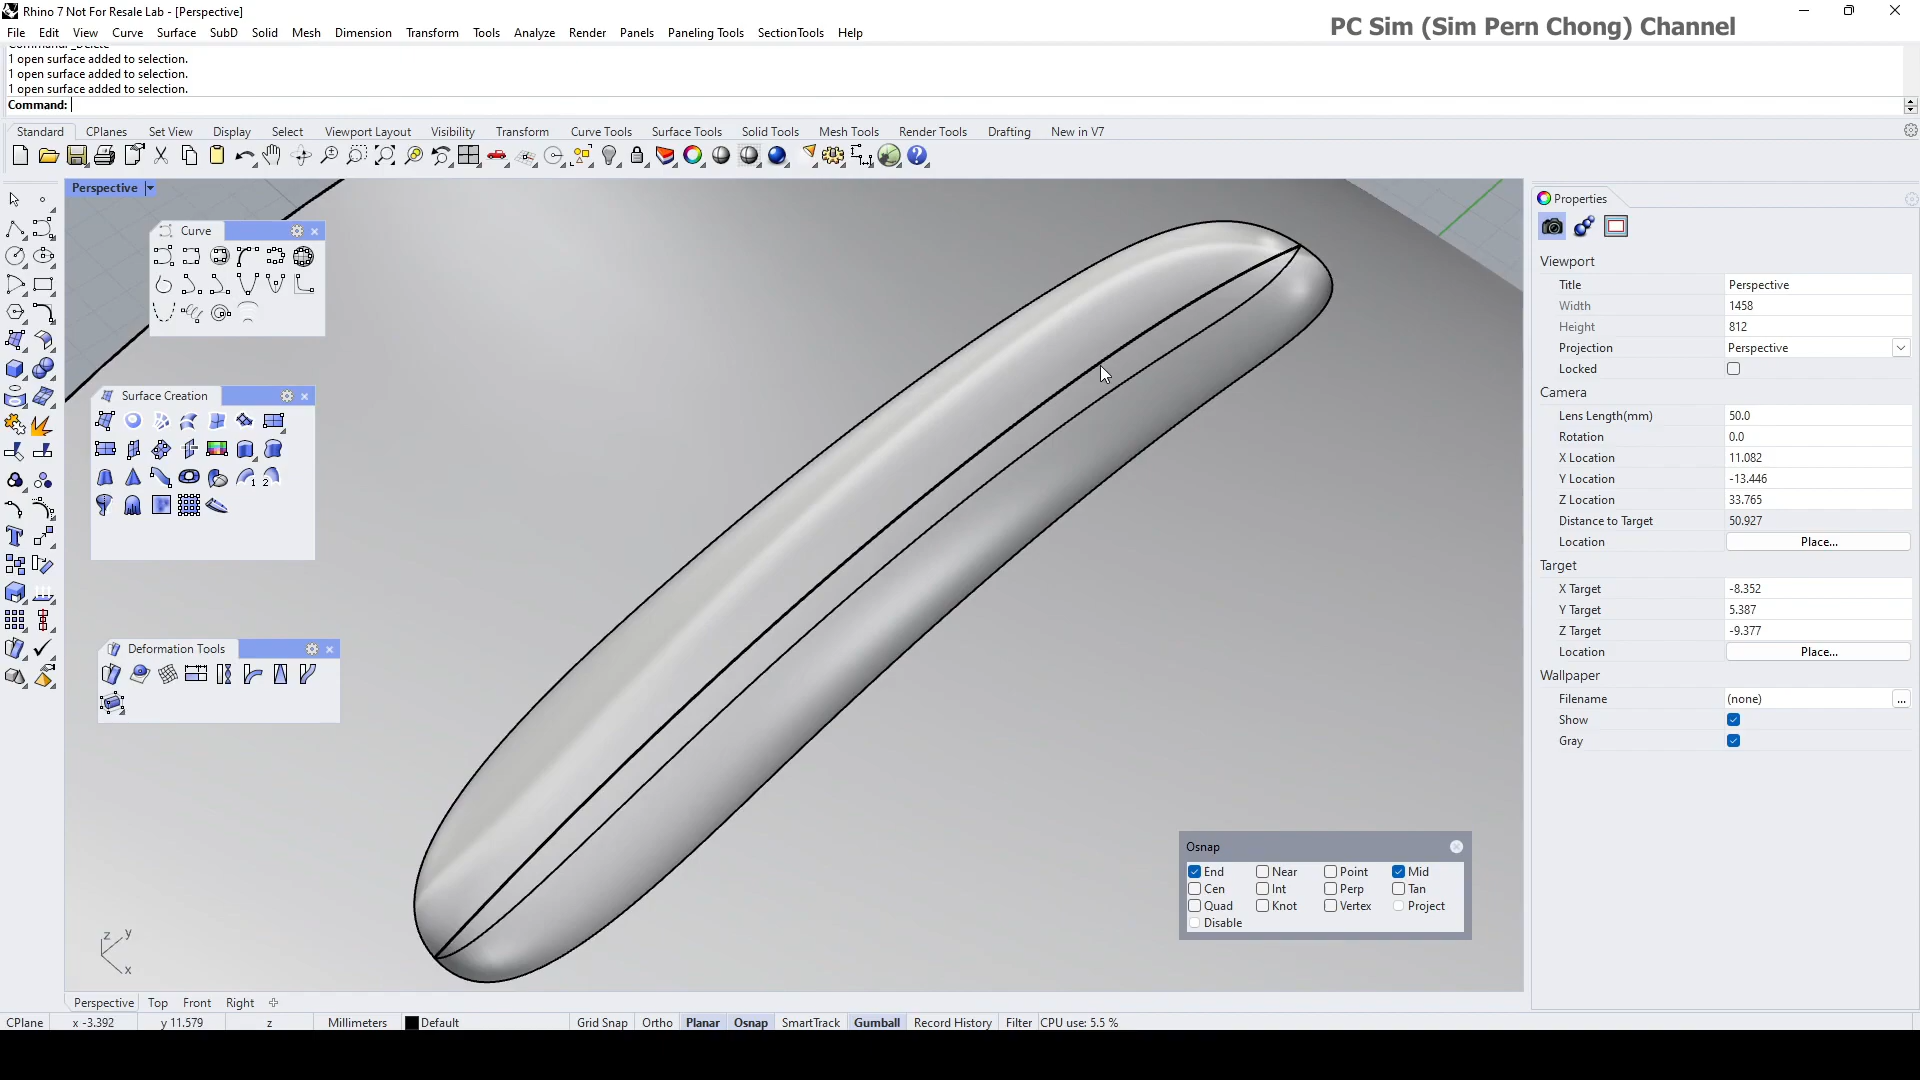 Rhino 7 Not For Resale Lab - [Perspective]
PC Sim (Sim Pern Chong) Channel
File Edit View Curve Surface SubD Solid Mesh Dimension Transform Tools Analyze Render Panels Paneling Tools SectionTools Help
1 open surface added to selection.
1 open surface added to selection.
1 open surface added to selection.
Command:
Standard CPlanes Set View Display Select Viewport Layout Visibility Transform Curve Tools Surface Tools Solid Tools Mesh Tools Render Tools Drafting New in V7
Perspective
Curve
Surface Creation
1 2
Deformation Tools
z y
x
Osnap
End Near Point Mid
Cen Int Perp Tan
Quad Knot Vertex Project
Disable
Properties
Viewport
Title Perspective
Width 1458
Height 812
Projection Perspective
Locked
Camera
Lens Length(mm) 50.0
Rotation 0.0
X Location 11.082
Y Location -13.446
Z Location 33.765
Distance to Target 50.927
Location Place...
Target
X Target -8.352
Y Target 5.387
Z Target -9.377
Location Place...
Wallpaper
Filename (none) ...
Show
Gray
Perspective Top Front Right
CPlane x -3.392 y 11.579 z Millimeters Default Grid Snap Ortho Planar Osnap SmartTrack Gumball Record History Filter CPU use: 5.5 %